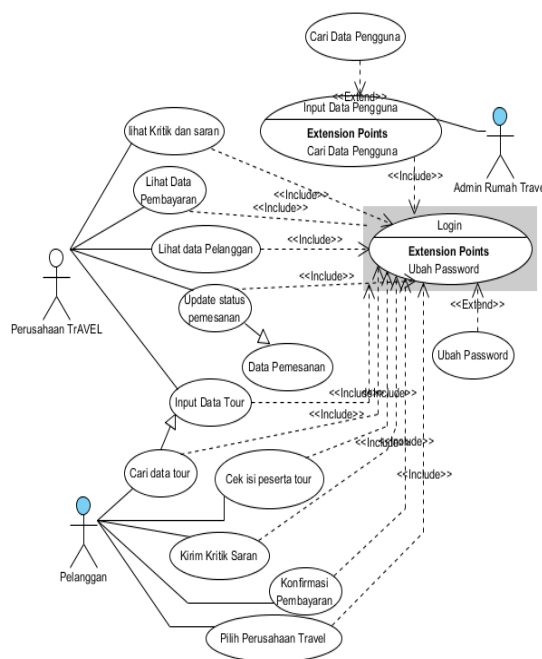 Cari Data Pengguna
<<Extend>>
Input Data Pengguna
Extension Points
Cari Data Pengguna
Admin Rumah Travel
lihat Kritik dan saran
<<Include>>
Lihat Data
Pembayaran
<<Include>>
<<Include>>
Login
Extension Points
Ubah Password
Lihat data Pelanggan
<<Include>>
Perusahaan TrAVEL
Update status
pemesanan
<<Include>>
<<Extend>>
Data Pemesanan
Ubah Password
Input Data Tour
<<Include>>
<<Include>>
<<Include>>
Cari data tour
<<Include>>
<<Include>>
Cek isi peserta tour
<<Include>>
Pelanggan
Kirim Kritik Saran
Konfirmasi
Pembayaran
Pilih Perusahaan Travel